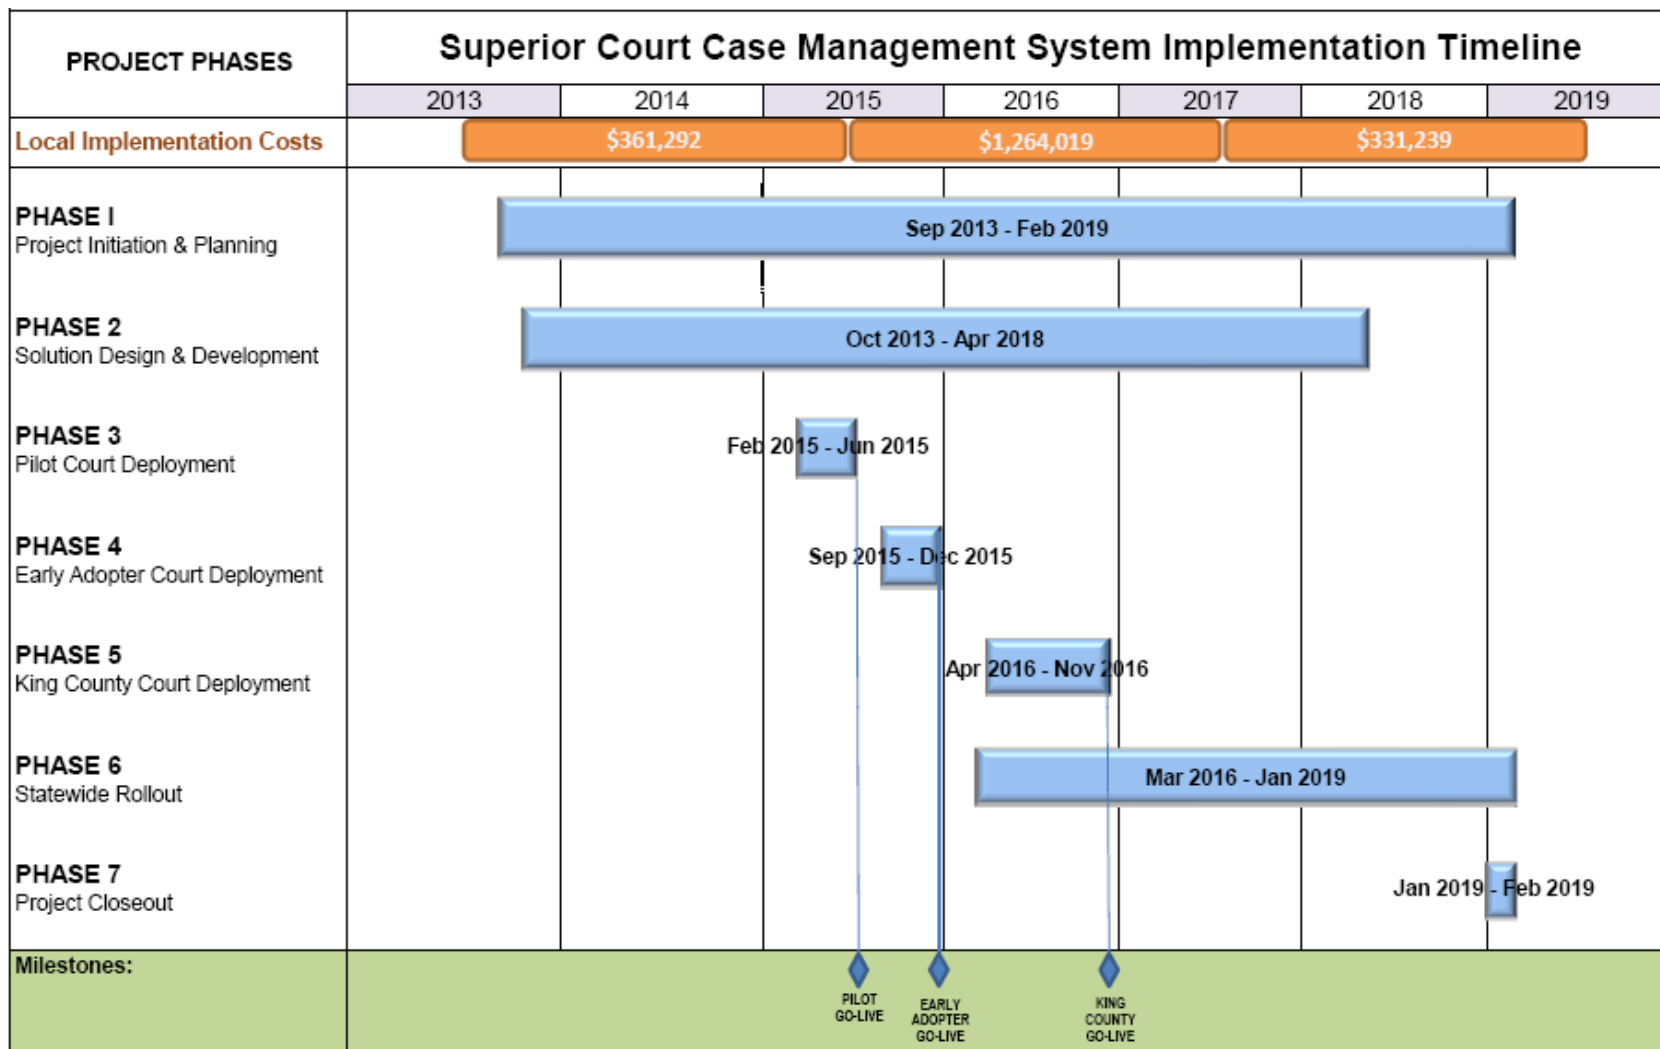 PROJECT PHASES
Superior Court Case Management System Implementation Timeline
2013 2014 2015 2016 2017 2018 2019
Local Implementation Costs
$361,292 $1,264,019 $331,239
PHASE I
Project Initiation & Planning
Sep 2013 - Feb 2019
PHASE 2
Solution Design & Development
Oct 2013 - Apr 2018
PHASE 3
Pilot Court Deployment
Feb 2015 - Jun 2015
PHASE 4
Early Adopter Court Deployment
Sep 2015 - Dec 2015
PHASE 5
King County Court Deployment
Apr 2016 - Nov 2016
PHASE 6
Statewide Rollout
Mar 2016 - Jan 2019
PHASE 7
Project Closeout
Jan 2019 - Feb 2019
Milestones:
PILOT
GO-LIVE
EARLY
ADOPTER
GO-LIVE
KING
COUNTY
GO-LIVE